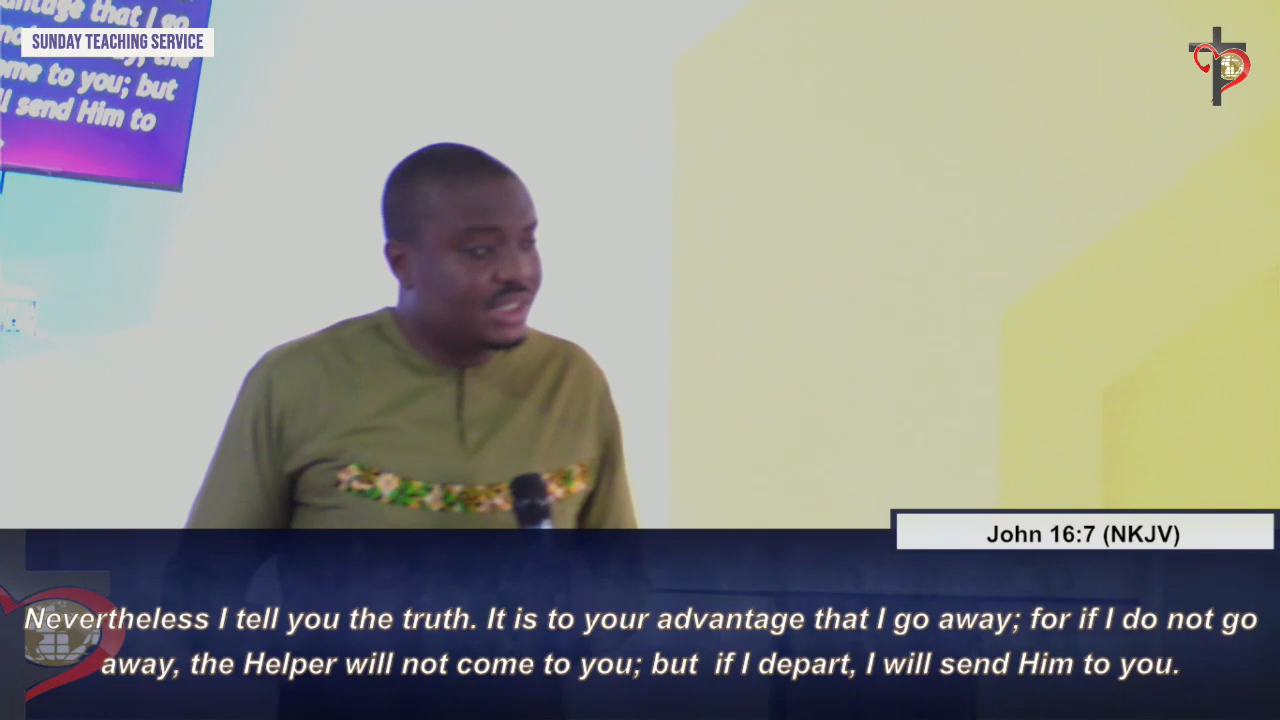 antage that I go
SUNDAY TEACHING SERVICE
ome to you; but
ll send Him to
John 16:7 (NKJV)
Nevertheless I tell you the truth. It is to your advantage that I go away; for if I do not go
away, the Helper will not come to you; but if I depart, I will send Him to you.